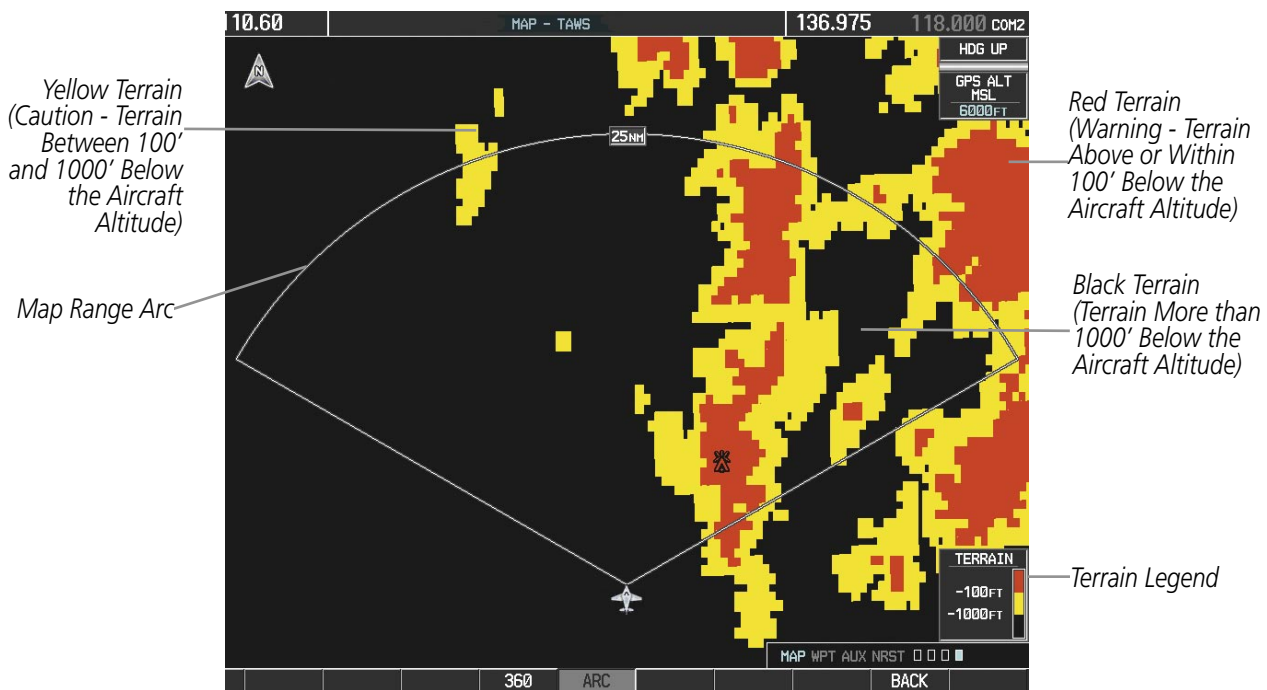 110.60
MAP – TAWS
136.975
118.000 COM2
HDG UP
N
GPS ALT
MSL
6000FT
25NM
Yellow Terrain
(Caution - Terrain
Between 100’
and 1000’ Below
the Aircraft
Altitude)
Map Range Arc
Red Terrain
(Warning - Terrain
Above or Within
100’ Below the
Aircraft Altitude)
Black Terrain
(Terrain More than
1000’ Below the
Aircraft Altitude)
TERRAIN
-100FT
-1000FT
Terrain Legend
MAP WPT AUX NRST
360
ARC
BACK